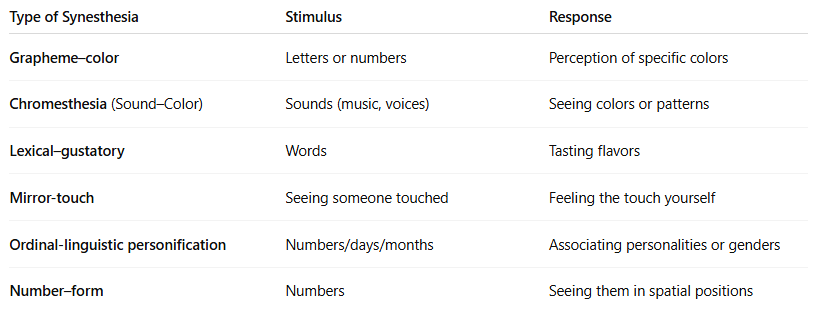 Type of Synesthesia Stimulus Response
Grapheme–color Letters or numbers Perception of specific colors
Chromesthesia (Sound–Color) Sounds (music, voices) Seeing colors or patterns
Lexical–gustatory Words Tasting flavors
Mirror-touch Seeing someone touched Feeling the touch yourself
Ordinal-linguistic personification Numbers/days/months Associating personalities or genders
Number–form Numbers Seeing them in spatial positions